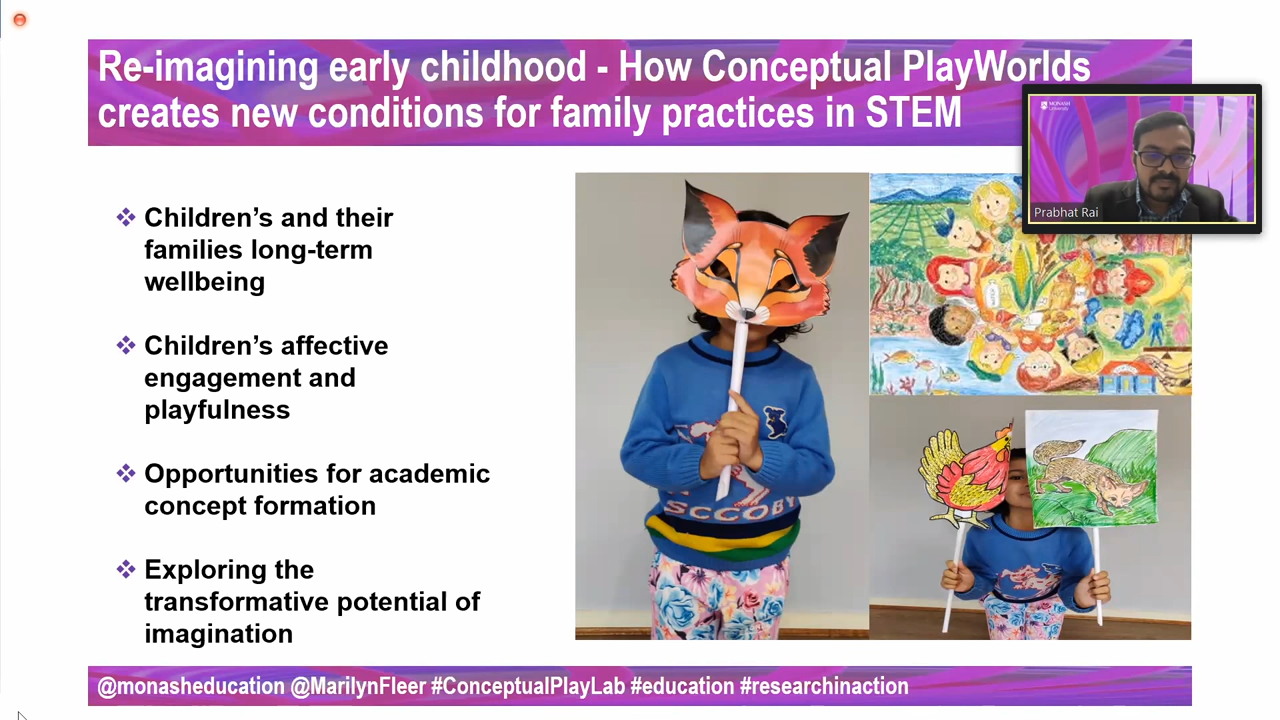 Re-imagining early childhood - How Conceptual PlayWorlds
creates new conditions for family practices in STEM
MONASH
University
Prabhat Rai
❖ Children’s and their
families long-term
wellbeing
❖ Children’s affective
engagement and
playfulness
❖ Opportunities for academic
concept formation
❖ Exploring the
transformative potential of
imagination
SCCOBY
@monasheducation @MarilynFleer #ConceptualPlayLab #education #researchinaction